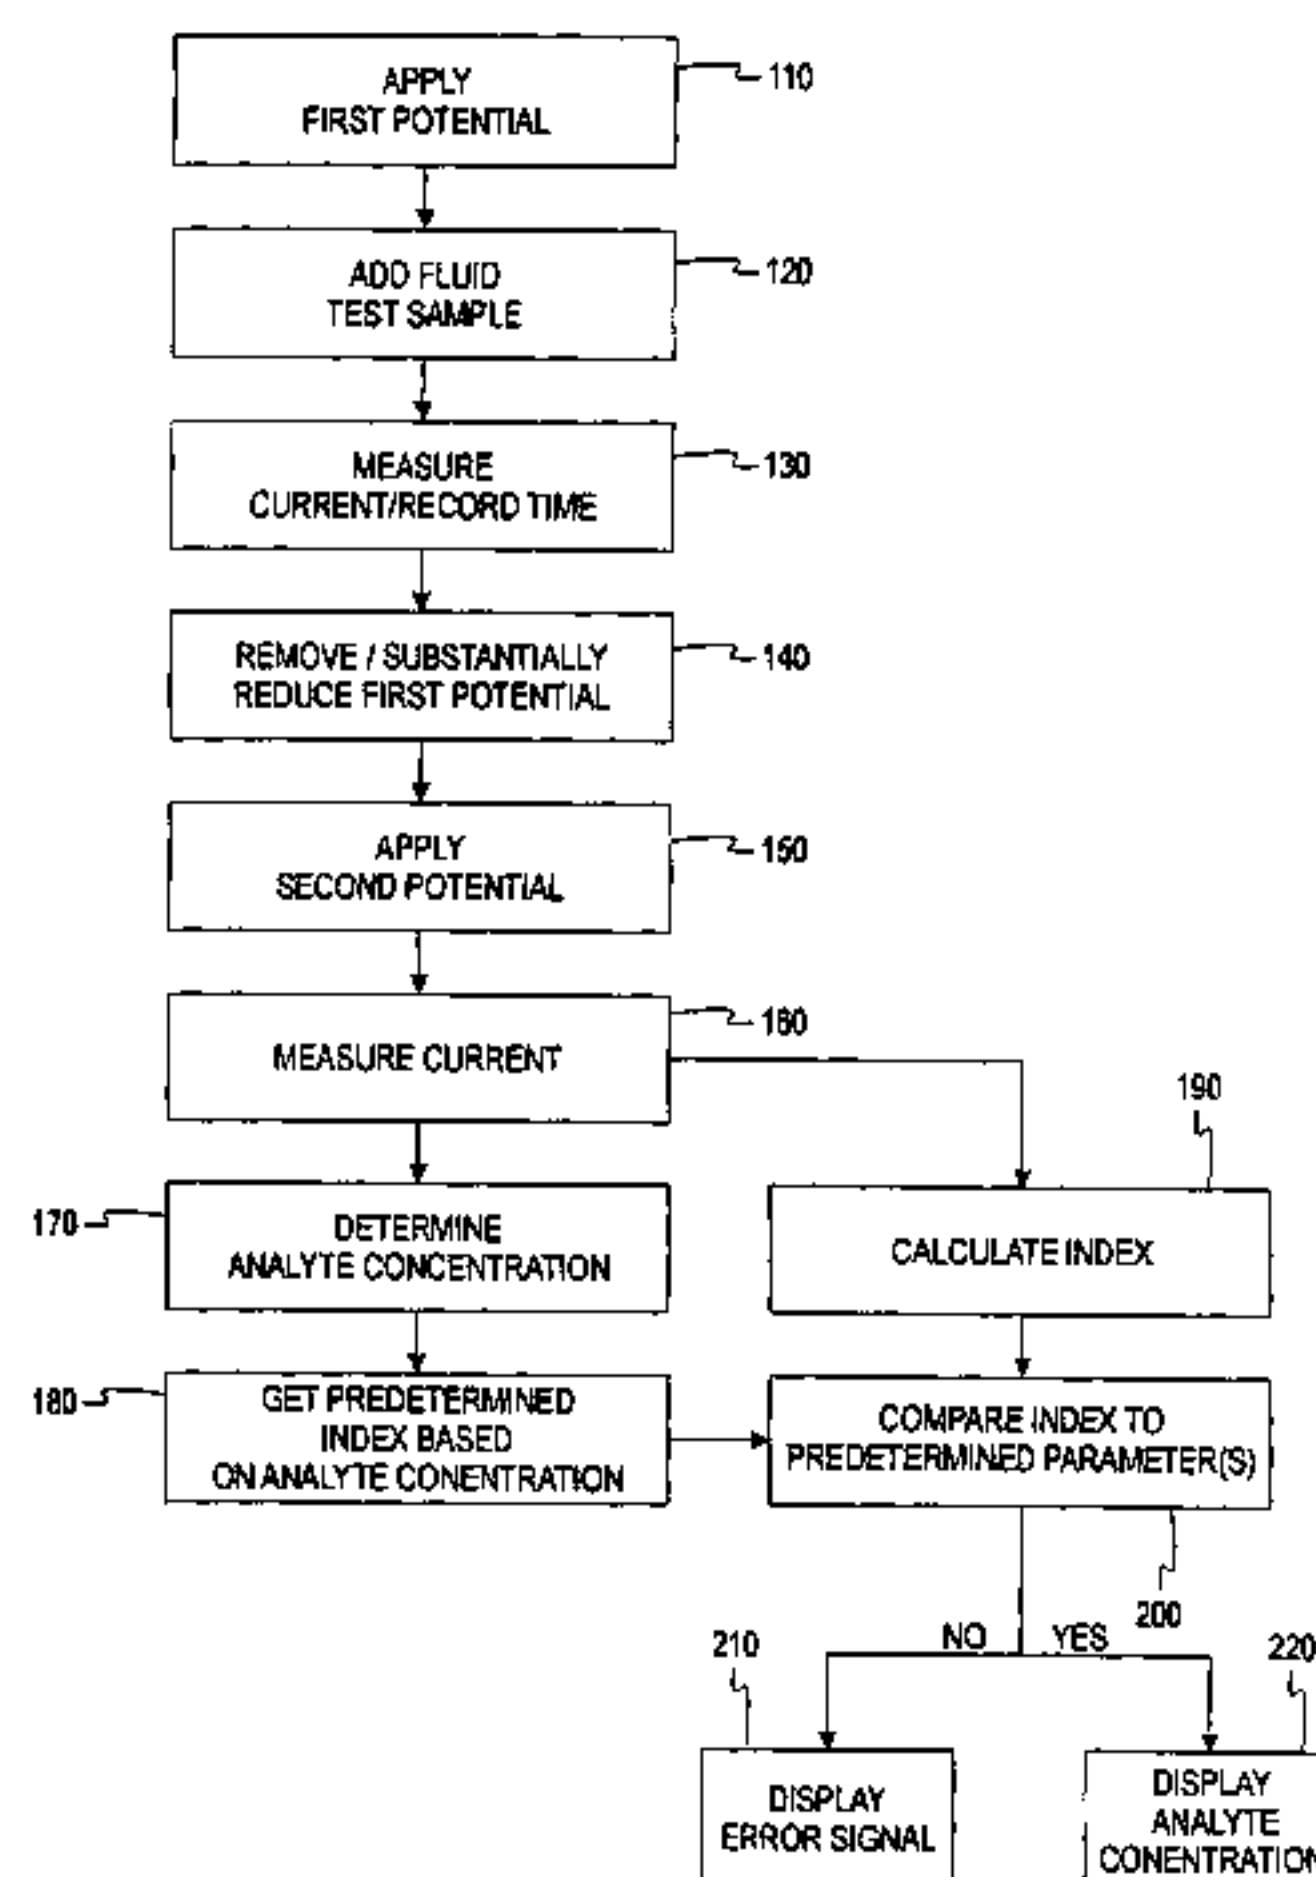 APPLY
FIRST POTENTIAL
110
ADD FLUID
TEST SAMPLE
120
MEASURE
CURRENT/RECORD TIME
130
REMOVE / SUBSTANTIALLY
REDUCE FIRST POTENTIAL
140
APPLY
SECOND POTENTIAL
150
MEASURE CURRENT
160
190
170
DETERMINE
ANALYTE CONCENTRATION
CALCULATE INDEX
180
GET PREDETERMINED
INDEX BASED
ON ANALYTE CONENTRATION
COMPARE INDEX TO
PREDETERMINED PARAMETER(S)
200
NO
YES
210
220
DISPLAY
ERROR SIGNAL
DISPLAY
ANALYTE
CONENTRATION